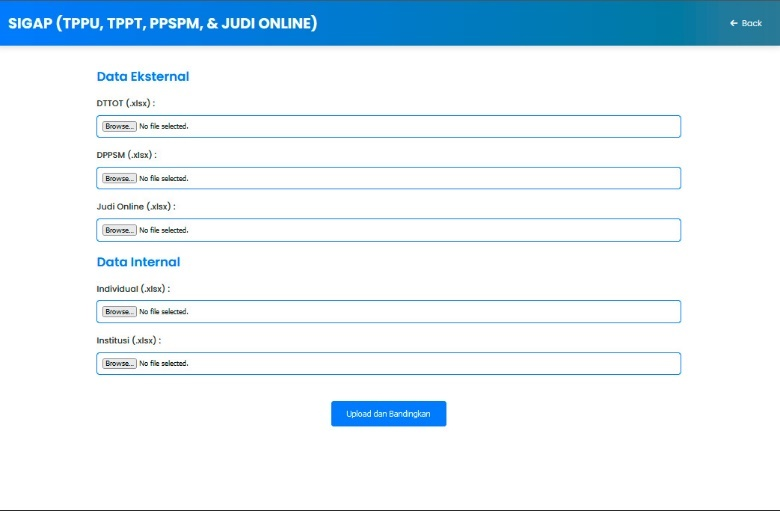 SIGAP (TPPU, TPPT, PPSPM, & JUDI ONLINE)
← Back
Data Eksternal
DTTOT (.xlsx) :
Browse... No file selected.
DPPSM (.xlsx) :
Browse... No file selected.
Judi Online (.xlsx) :
Browse... No file selected.
Data Internal
Individual (.xlsx) :
Browse... No file selected.
Institusi (.xlsx) :
Browse... No file selected.
Upload dan Bandingkan